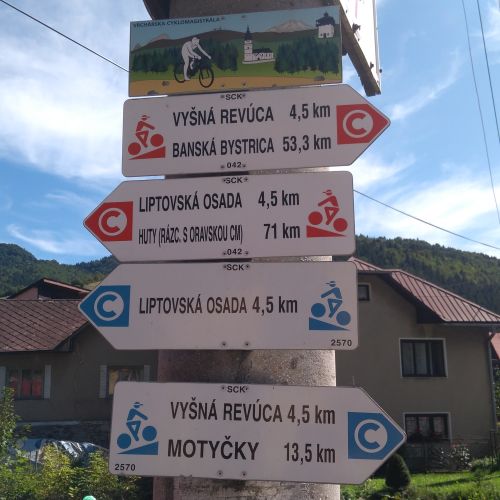 VRCHÁRSKA CYKLOMAGISTRÁLA
SCK
VYŠNÁ REVÚCA 4,5 km
BANSKÁ BYSTRICA 53,3 km
C
042
SCK
LIPTOVSKÁ OSADA 4,5 km
HUTY (RÁZC. S ORAVSKOU CM) 71 km
C
042
SCK
LIPTOVSKÁ OSADA 4,5 km
C
2570
SCK
VYŠNÁ REVÚCA 4,5 km
MOTYČKY 13,5 km
C
2570